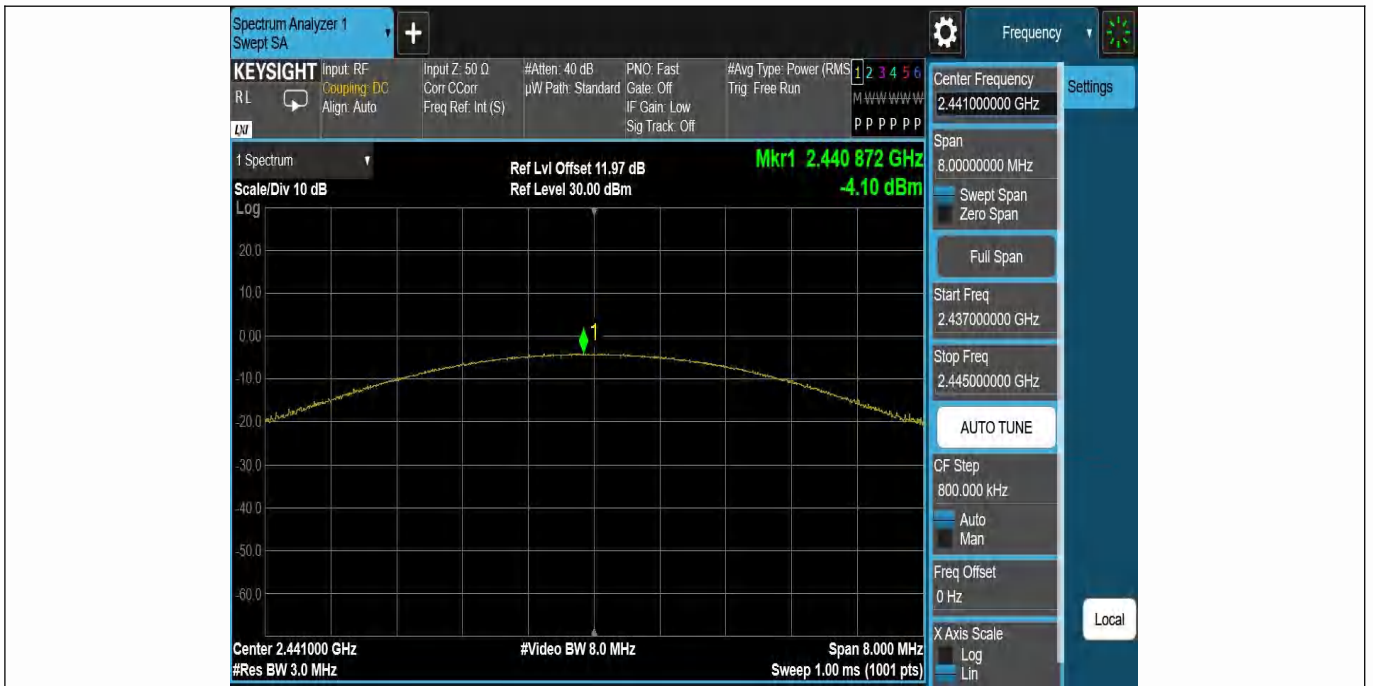 Spectrum Analyzer 1
Swept SA
+
Frequency
KEYSIGHT
RL
LXI
Input: RF
Coupling: DC
Align: Auto
Input Z: 50 Ω
Corr CCorr
Freq Ref: Int (S)
#Atten: 40 dB
µW Path: Standard
PNO: Fast
Gate: Off
IF Gain: Low
Sig Track: Off
#Avg Type: Power (RMS
Trig: Free Run
1 2 3 4 5 6
M W W W W W
P P P P P P
1 Spectrum
Scale/Div 10 dB
Log
Ref Lvl Offset 11.97 dB
Ref Level 30.00 dBm
Mkr1 2.440 872 GHz
-4.10 dBm
20.0
10.0
0.00
-10.0
-20.0
-30.0
-40.0
-50.0
-60.0
1
Center 2.441000 GHz
#Res BW 3.0 MHz
#Video BW 8.0 MHz
Span 8.000 MHz
Sweep 1.00 ms (1001 pts)
Center Frequency
2.441000000 GHz
Settings
Span
8.00000000 MHz
Swept Span
Zero Span
Full Span
Start Freq
2.437000000 GHz
Stop Freq
2.445000000 GHz
AUTO TUNE
CF Step
800.000 kHz
Auto
Man
Freq Offset
0 Hz
X Axis Scale
Log
Lin
Local